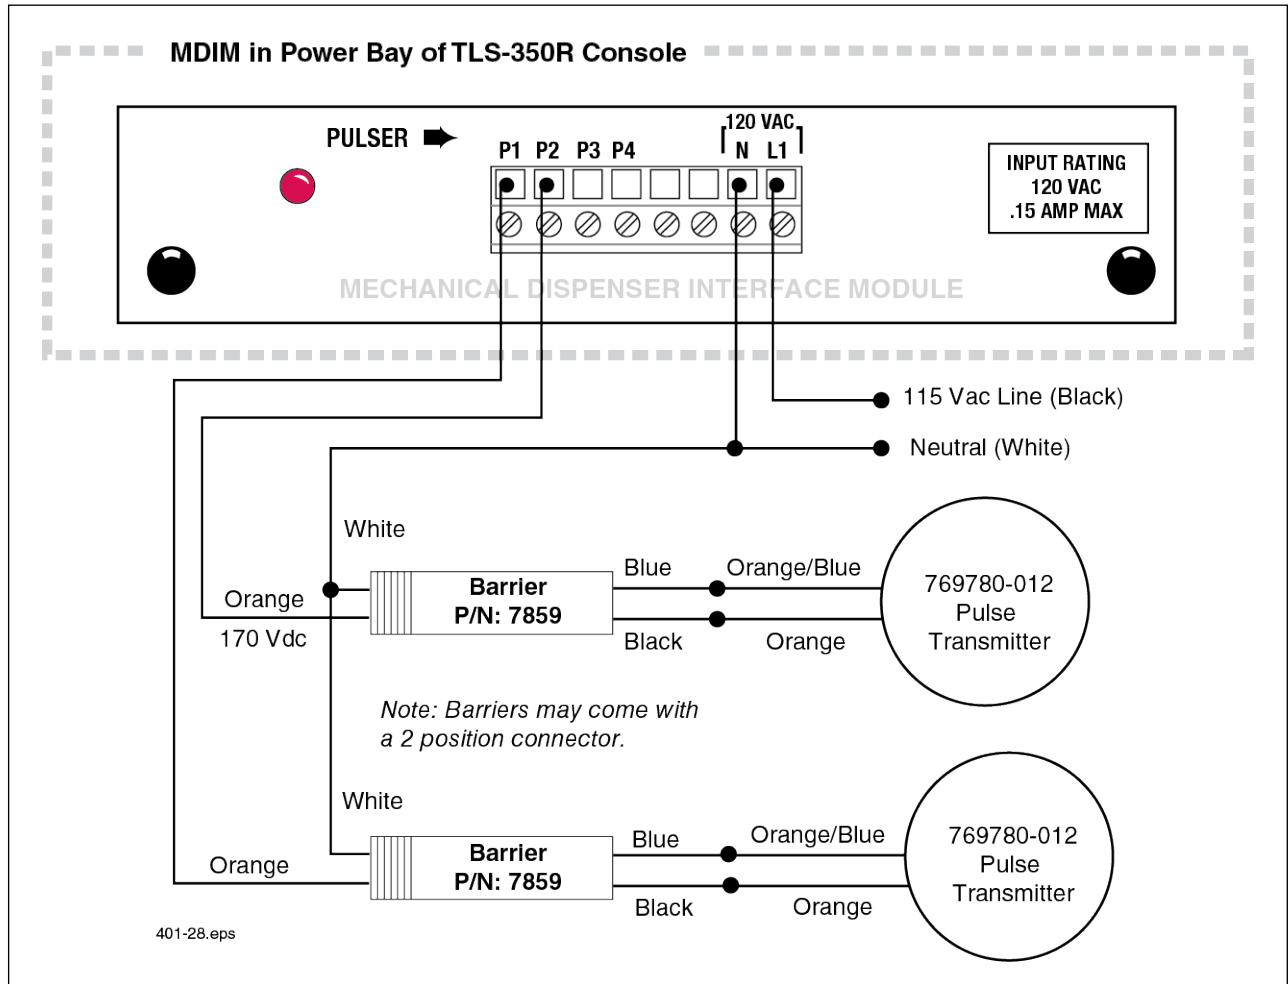 MDIM in Power Bay of TLS-350R Console
PULSER
120 VAC
P1 P2 P3 P4 N L1
INPUT RATING
120 VAC
.15 AMP MAX
MECHANICAL DISPENSER INTERFACE MODULE
115 Vac Line (Black)
Neutral (White)
White
Orange
170 Vdc
Barrier
P/N: 7859
Blue
Orange/Blue
Black
Orange
769780-012
Pulse
Transmitter
Note: Barriers may come with
a 2 position connector.
White
Orange
Barrier
P/N: 7859
Blue
Orange/Blue
Black
Orange
769780-012
Pulse
Transmitter
401-28.eps